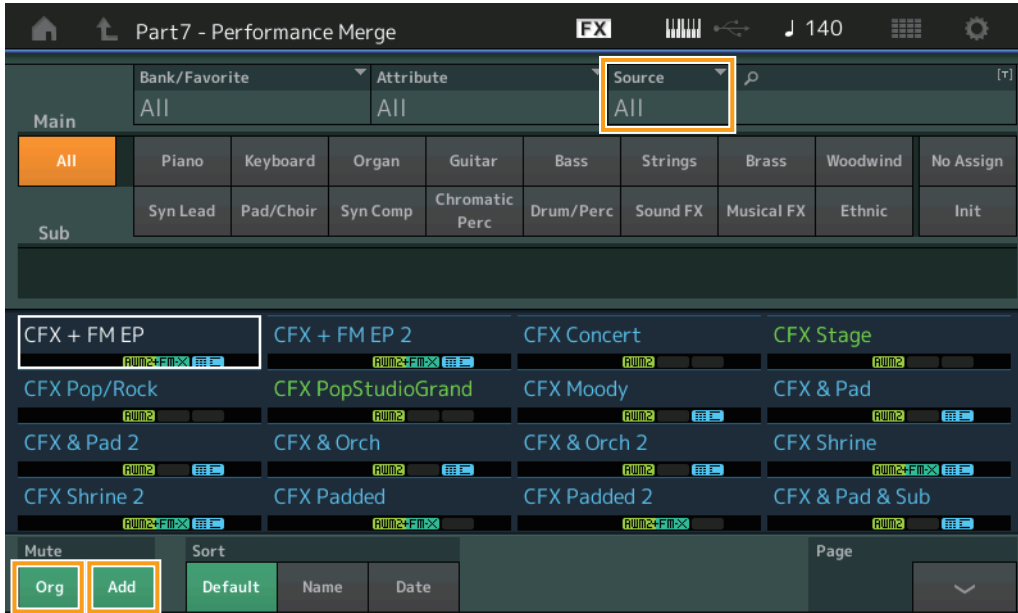 Part7 - Performance Merge FX 140
Bank/Favorite Attribute Source [T]
Main All All All
All Piano Keyboard Organ Guitar Bass Strings Brass Woodwind No Assign
Sub Syn Lead Pad/Choir Syn Comp Chromatic Perc Drum/Perc Sound FX Musical FX Ethnic Init
CFX + FM EP CFX + FM EP 2 CFX Concert CFX Stage
AWM2+FM-X AWM2+FM-X AWM2 AWM2
CFX Pop/Rock CFX PopStudioGrand CFX Moody CFX & Pad
AWM2 AWM2 AWM2 AWM2
CFX & Pad 2 CFX & Orch CFX & Orch 2 CFX Shrine
AWM2 AWM2 AWM2 AWM2+FM-X
CFX Shrine 2 CFX Padded CFX Padded 2 CFX & Pad & Sub
AWM2+FM-X AWM2+FM-X AWM2+FM-X AWM2
Mute Sort Page
Org Add Default Name Date